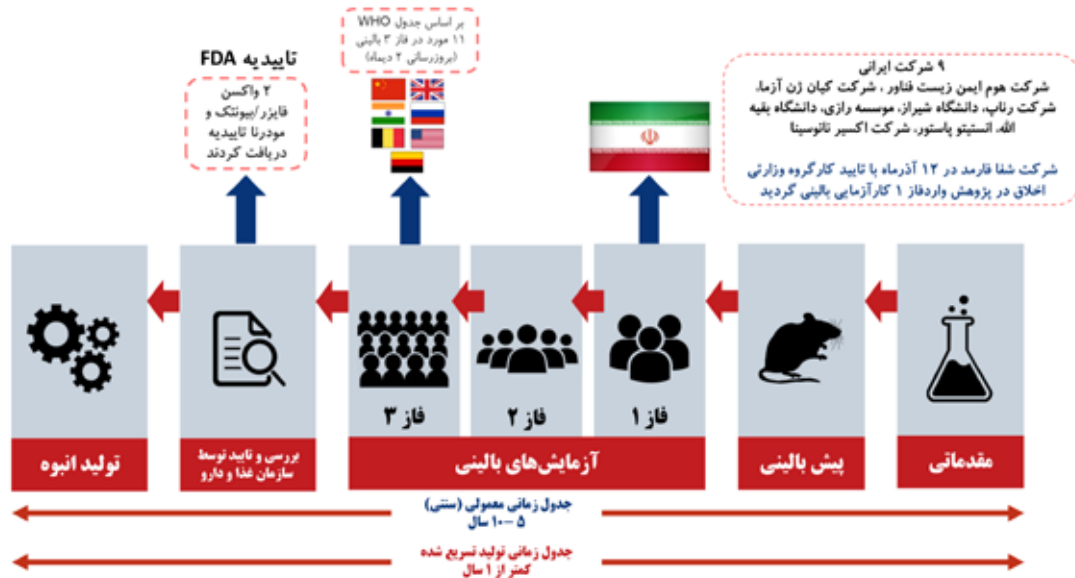 ۹ شرکت ایرانی
شرکت هوم ایمن زیست فناور ، شرکت کیان ژن آزما،
شرکت رناپ، دانشگاه شیراز، موسسه رازی، دانشگاه بقیه
الله، انستیتو پاستور، شرکت اکسیر نانوسینا
شرکت شفا فارمد در ۱۲ آذرماه با تایید کارگروه وزارتی
اخلاق در پژوهش واردفاز ۱ کارآزمایی بالینی گردید
بر اساس جدول WHO
۱۱ مورد در فاز ۳ بالینی
(بروزرسانی ۲ دیماه)
تاییدیه FDA
۲ واکسن
فایزر/بیونتک و
مودرنا تاییدیه
دریافت کردند
فاز ۱
فاز ۲
فاز ۳
مقدماتی
پیش بالینی
آزمایش‌های بالینی
بررسی و تایید توسط
سازمان غذا و دارو
تولید انبوه
جدول زمانی معمولی (سنتی)
۵ –۱۰ سال
جدول زمانی تولید تسریع شده
کمتر از ۱ سال